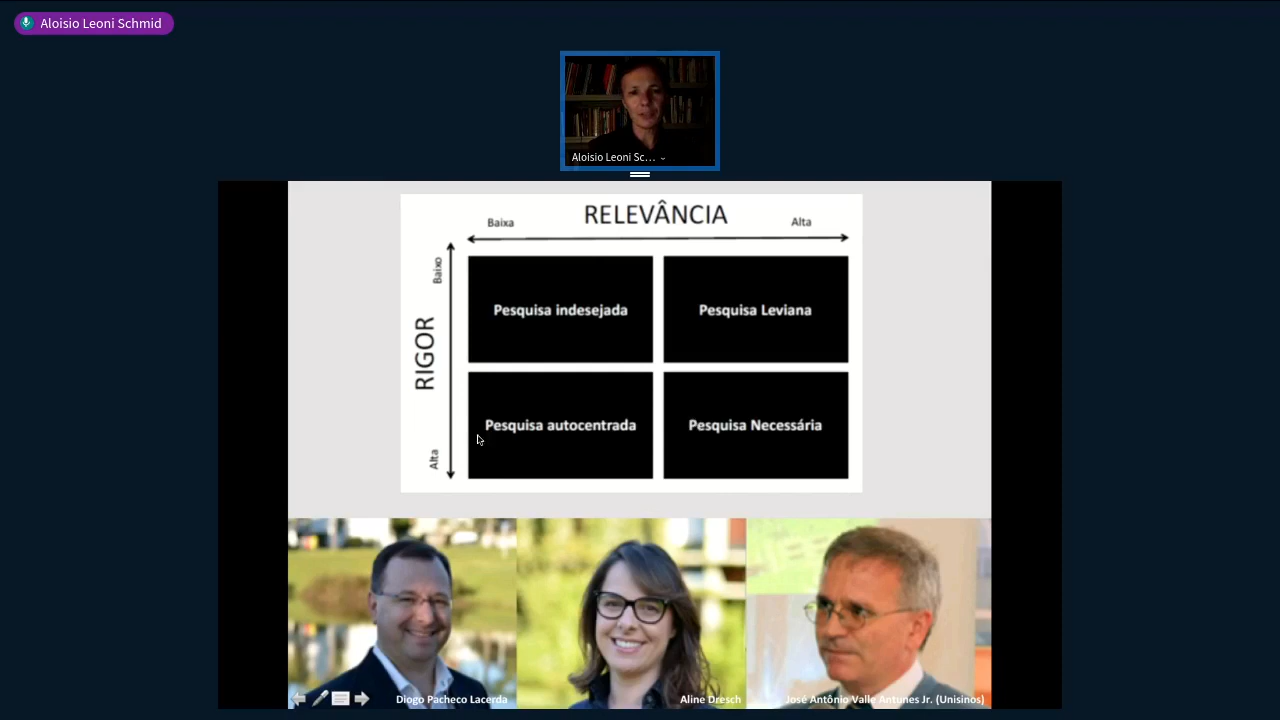 Aloisio Leoni Schmid
Aloisio Leoni Sc...
RELEVÂNCIA
Baixa
Alta
RIGOR
Baixo
Alta
Pesquisa indesejada
Pesquisa Leviana
Pesquisa autocentrada
Pesquisa Necessária
Diogo Pacheco Lacerda
Aline Dresch
José Antônio Valle Antunes Jr. (Unisinos)